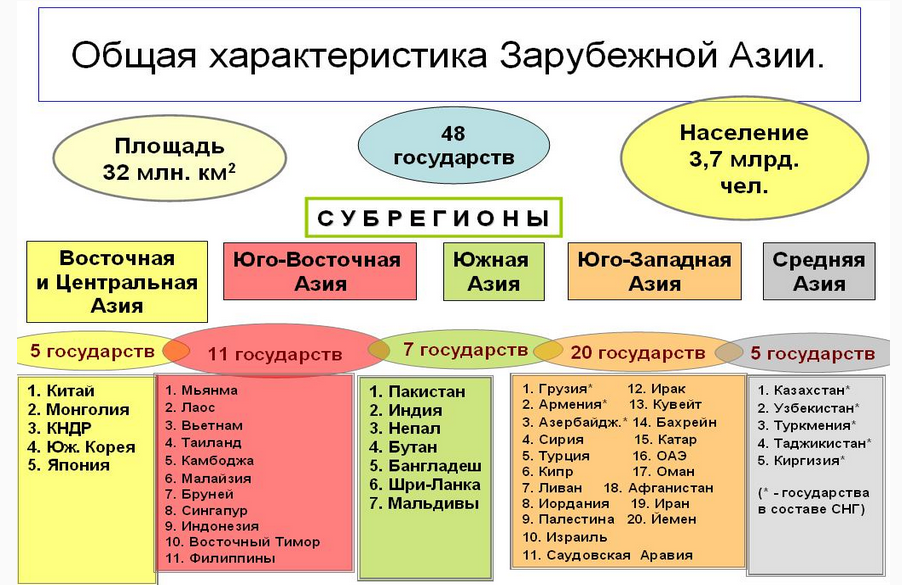 Общая характеристика Зарубежной Азии.
Площадь
32 млн. км²
48
государств
Население
3,7 млрд.
чел.
СУБРЕГИОНЫ
Восточная
и Центральная
Азия
Юго-Восточная
Азия
Южная
Азия
Юго-Западная
Азия
Средняя
Азия
5 государств
11 государств
7 государств
20 государств
5 государств
1. Китай
2. Монголия
3. КНДР
4. Юж. Корея
5. Япония
1. Мьянма
2. Лаос
3. Вьетнам
4. Таиланд
5. Камбоджа
6. Малайзия
7. Бруней
8. Сингапур
9. Индонезия
10. Восточный Тимор
11. Филиппины
1. Пакистан
2. Индия
3. Непал
4. Бутан
5. Бангладеш
6. Шри-Ланка
7. Мальдивы
1. Грузия* 12. Ирак
2. Армения* 13. Кувейт
3. Азербайдж.* 14. Бахрейн
4. Сирия 15. Катар
5. Турция 16. ОАЭ
6. Кипр 17. Оман
7. Ливан 18. Афганистан
8. Иордания 19. Иран
9. Палестина 20. Йемен
10. Израиль
11. Саудовская Аравия
1. Казахстан*
2. Узбекистан*
3. Туркмения*
4. Таджикистан*
5. Киргизия*
(* - государства
в составе СНГ)